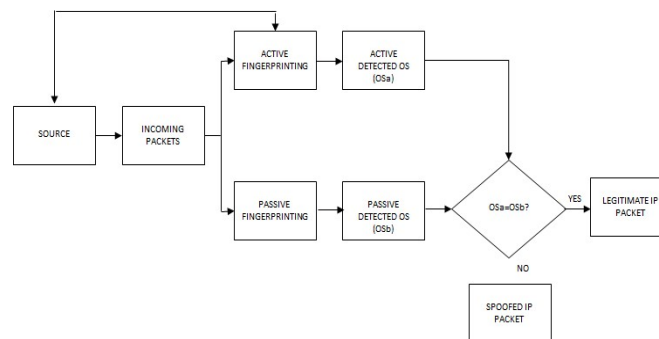 ACTIVE
FINGERPRINTING
ACTIVE
DETECTED OS
(OSa)
SOURCE
INCOMING
PACKETS
PASSIVE
FINGERPRINTING
PASSIVE
DETECTED OS
(OSb)
OSa=OSb?
YES
LEGITIMATE IP
PACKET
NO
SPOOFED IP
PACKET